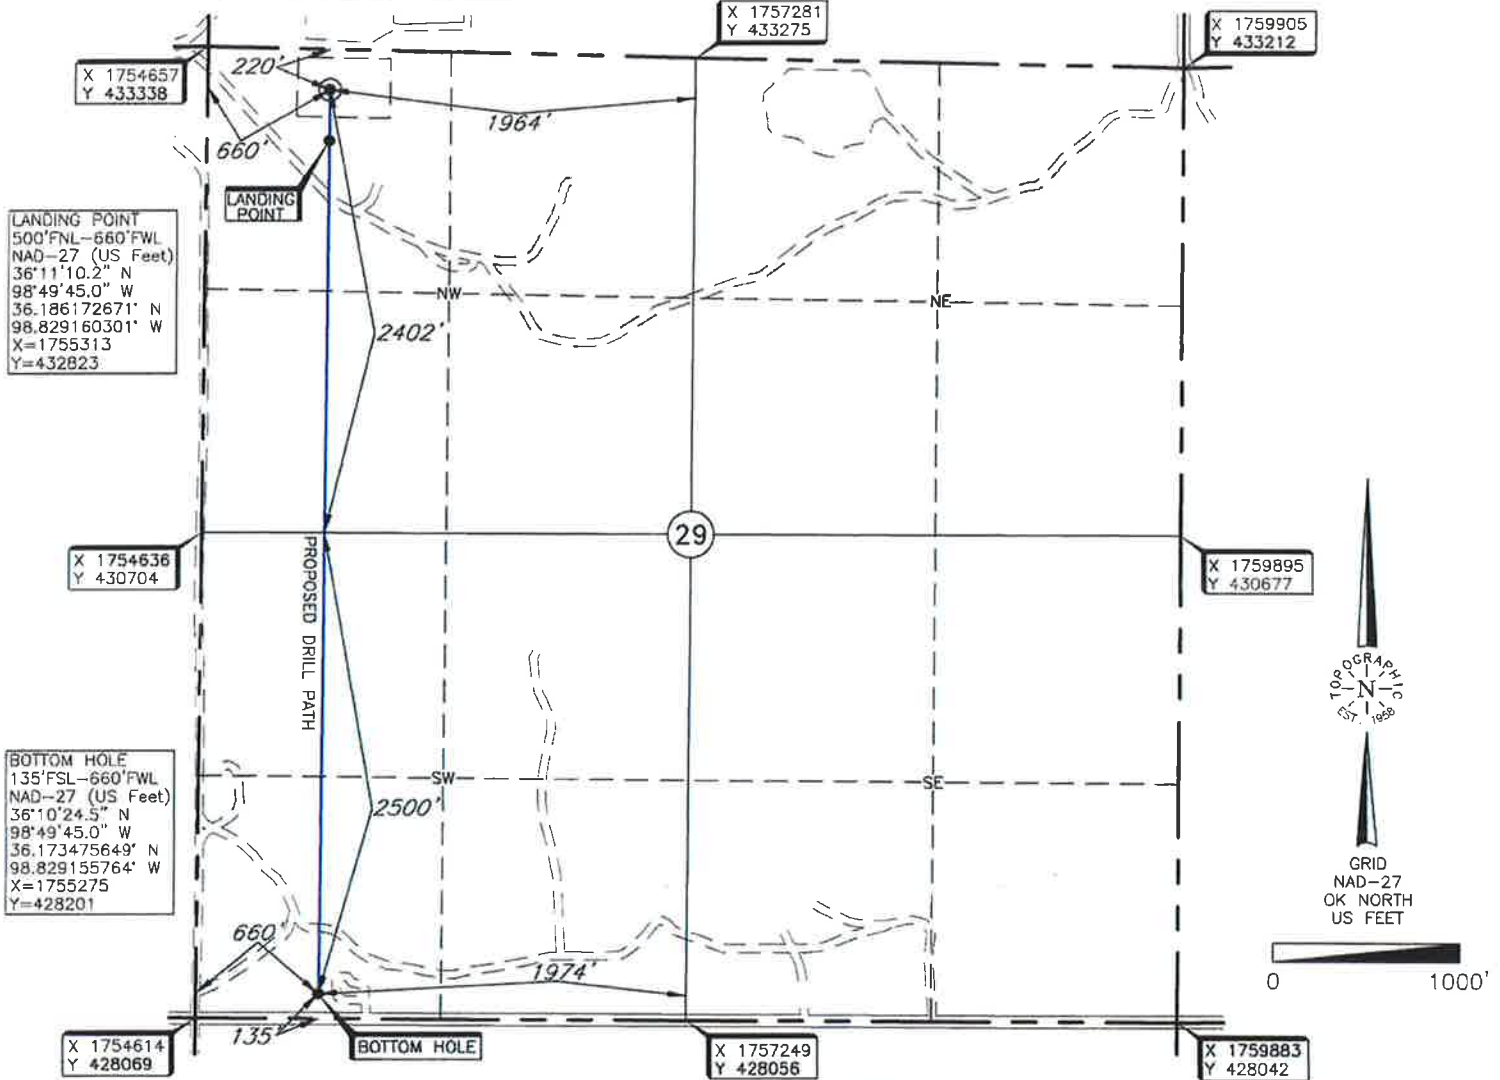 X 1757281
Y 433275
X 1759905
Y 433212
X 1754657
Y 433338
220'
660'
1964'
LANDING
POINT
LANDING POINT
500'FNL-660'FWL
NAD-27 (US Feet)
36°11'10.2" N
98°49'45.0" W
36.186172671° N
98.829160301° W
X=1755313
Y=432823
NW
NE
2402'
29
X 1754636
Y 430704
X 1759895
Y 430677
PROPOSED DRILL PATH
TOPOGRAPHIC
N
EST. 1958
BOTTOM HOLE
135'FSL-660'FWL
NAD-27 (US Feet)
36°10'24.5" N
98°49'45.0" W
36.173475649° N
98.829155764° W
X=1755275
Y=428201
SW
SE
2500'
GRID
NAD-27
OK NORTH
US FEET
0 1000'
660'
1974'
135'
BOTTOM HOLE
X 1754614
Y 428069
X 1757249
Y 428056
X 1759883
Y 428042